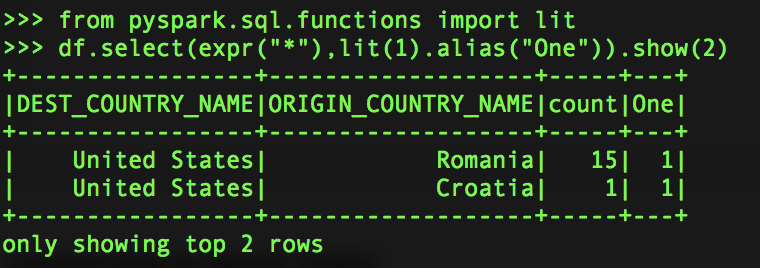 >>> from pyspark.sql.functions import lit
>>> df.select(expr("*"),lit(1).alias("One")).show(2)
+-----------------+-------------------+-----+---+
|DEST_COUNTRY_NAME|ORIGIN_COUNTRY_NAME|count|One|
+-----------------+-------------------+-----+---+
|    United States|            Romania|   15|  1|
|    United States|            Croatia|    1|  1|
+-----------------+-------------------+-----+---+
only showing top 2 rows